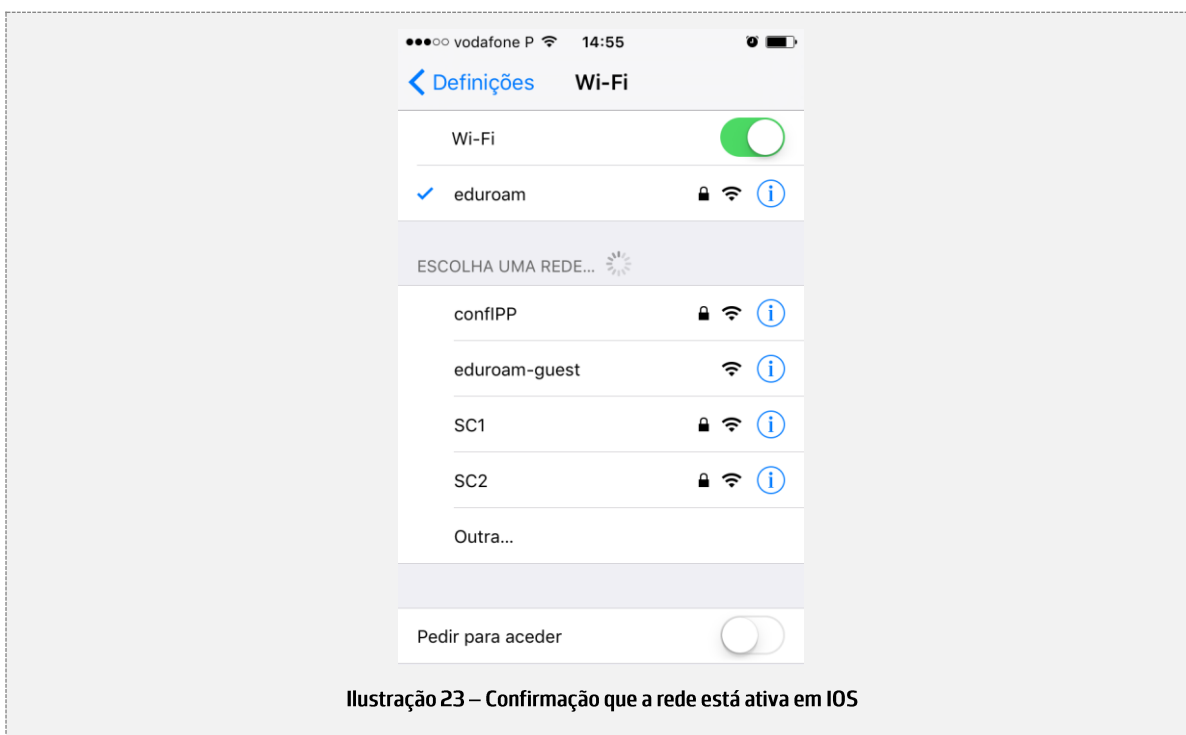 vodafone P 14:55
Definições Wi-Fi
Wi-Fi
eduroam
ESCOLHA UMA REDE...
confIPP
eduroam-guest
SC1
SC2
Outra...
Pedir para aceder
Ilustração 23 – Confirmação que a rede está ativa em IOS